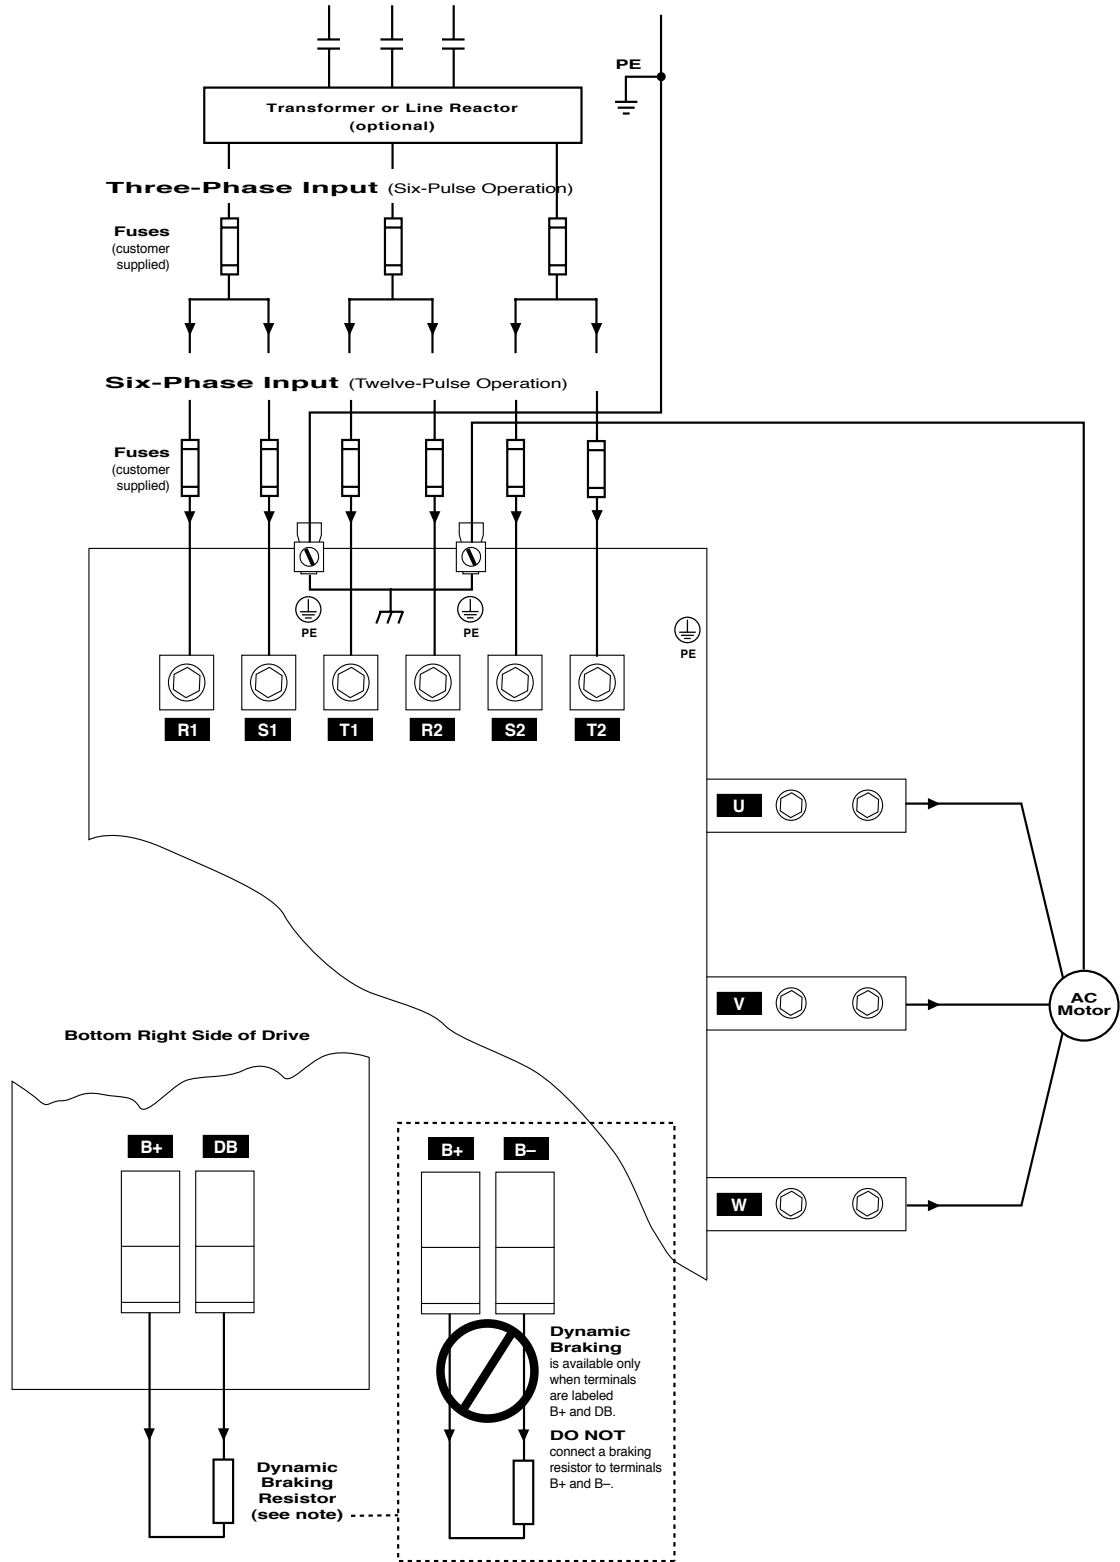 PE
Transformer or Line Reactor
(optional)
Three-Phase Input (Six-Pulse Operation)
Fuses
(customer
supplied)
Six-Phase Input (Twelve-Pulse Operation)
Fuses
(customer
supplied)
PE
PE
PE
R1 S1 T1 R2 S2 T2
U
V
AC
Motor
W
Bottom Right Side of Drive
B+ DB
B+ B–
Dynamic
Braking
is available only
when terminals
are labeled
B+ and DB.
DO NOT
connect a braking
resistor to terminals
B+ and B–.
Dynamic
Braking
Resistor
(see note)